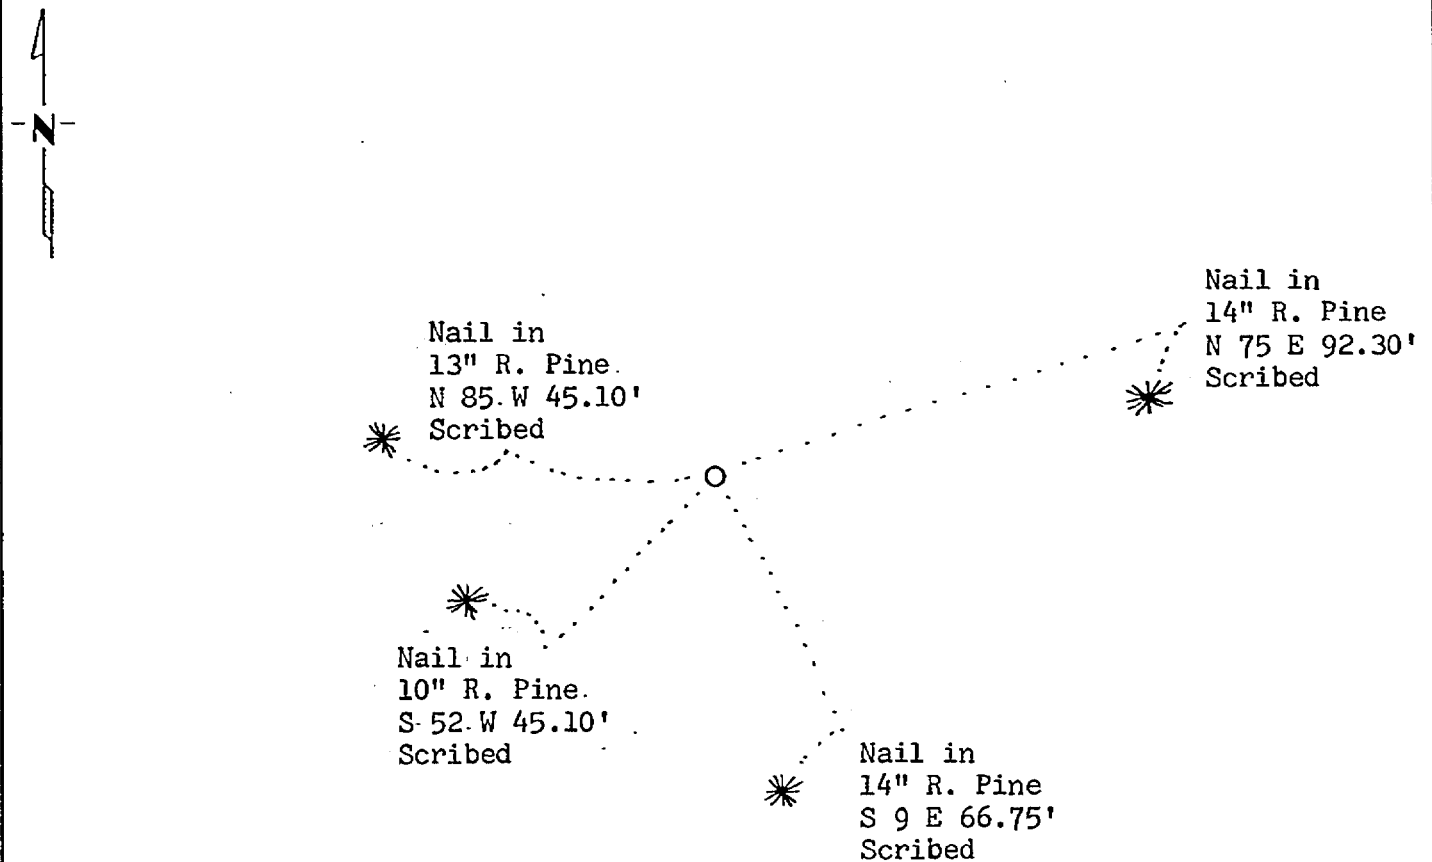 N
Nail in
14" R. Pine
N 75 E 92.30'
Scribed
Nail in
13" R. Pine.
N 85 W 45.10'
Scribed
Nail in
10" R. Pine.
S 52 W 45.10'
Scribed
Nail in
14" R. Pine
S 9 E 66.75'
Scribed